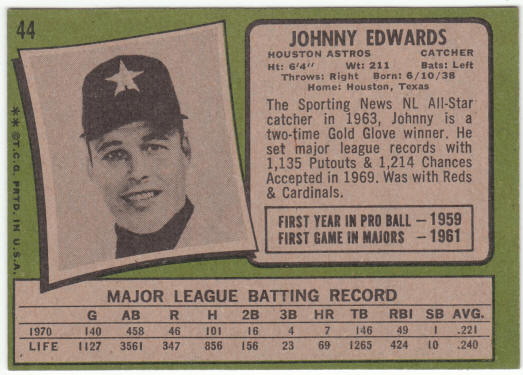 44
JOHNNY EDWARDS
HOUSTON ASTROS CATCHER
Ht: 6'4" Wt: 211 Bats: Left
Throws: Right Born: 6/10/38
Home: Houston, Texas
The Sporting News NL All-Star
catcher in 1963, Johnny is a
two-time Gold Glove winner. He
set major league records with
1,135 Putouts & 1,214 Chances
Accepted in 1969. Was with Reds
& Cardinals.
FIRST YEAR IN PRO BALL — 1959
FIRST GAME IN MAJORS — 1961
**©T.C.G. PRTD. IN U.S.A.
MAJOR LEAGUE BATTING RECORD
G AB R H 2B 3B HR TB RBI SB AVG.
1970 140 458 46 101 16 4 7 146 49 1 .221
LIFE 1127 3561 347 856 156 23 69 1265 424 10 .240